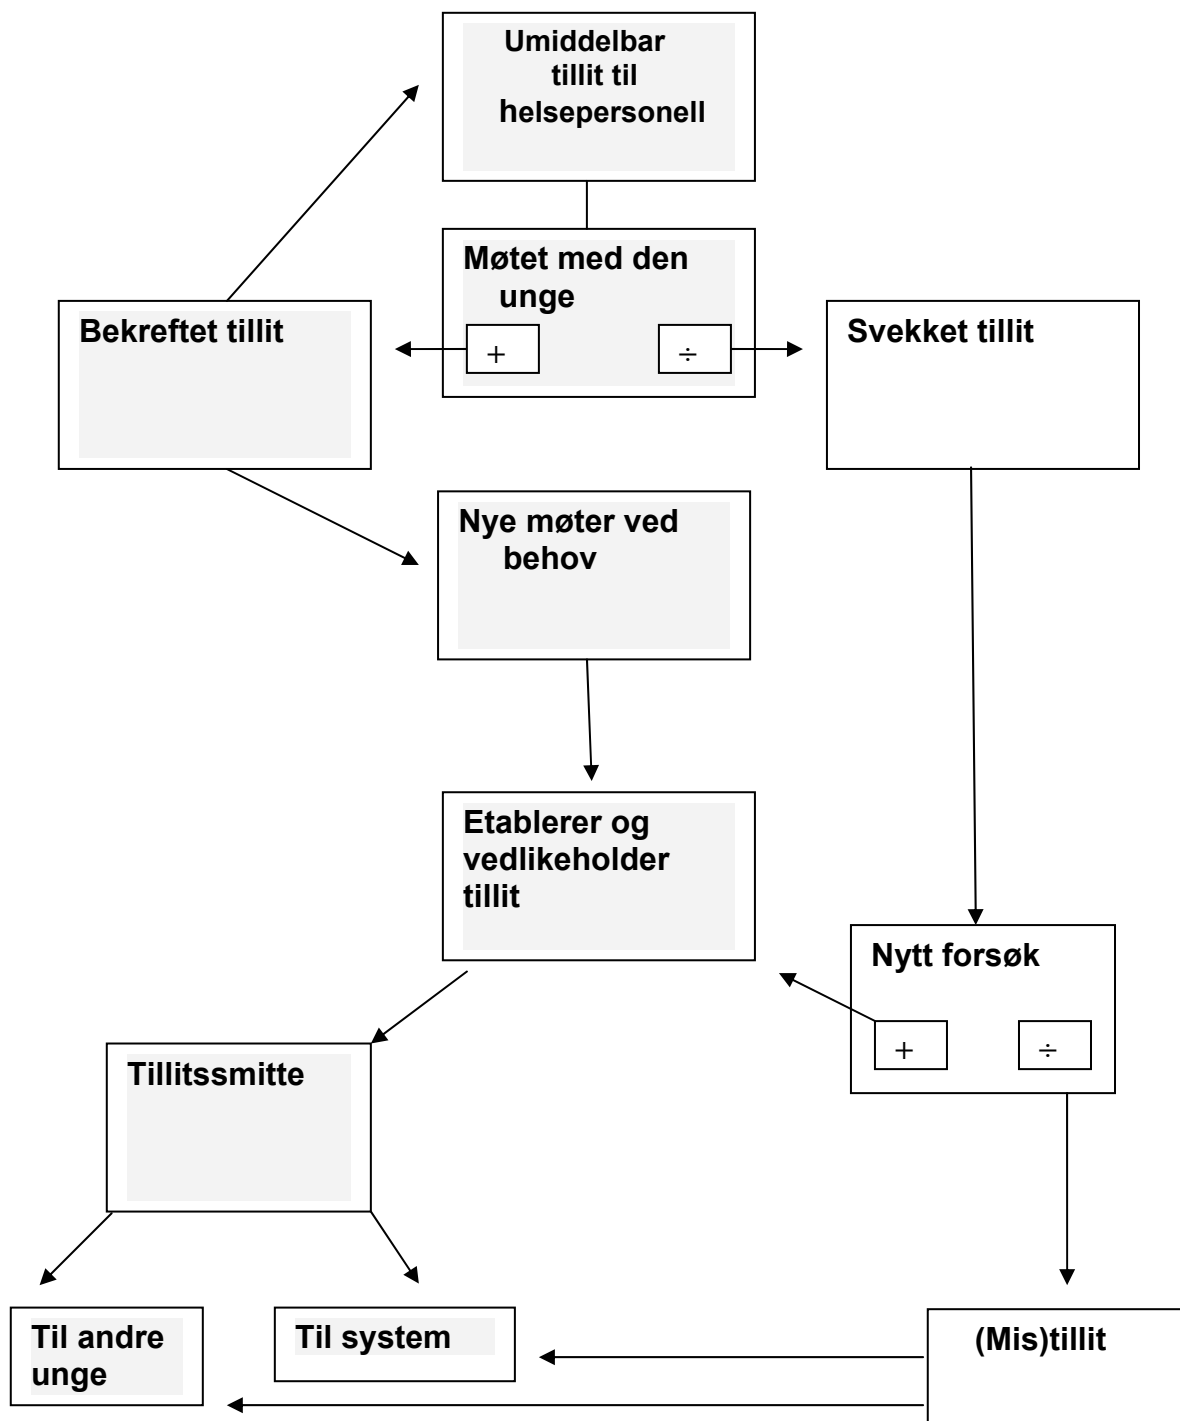 Umiddelbar
tillit til
helsepersonell
Møtet med den
unge
+ ÷
Bekreftet tillit
Svekket tillit
Nye møter ved
behov
Etablerer og
vedlikeholder
tillit
Nytt forsøk
+ ÷
Tillitssmitte
Til andre
unge
Til system
(Mis)tillit